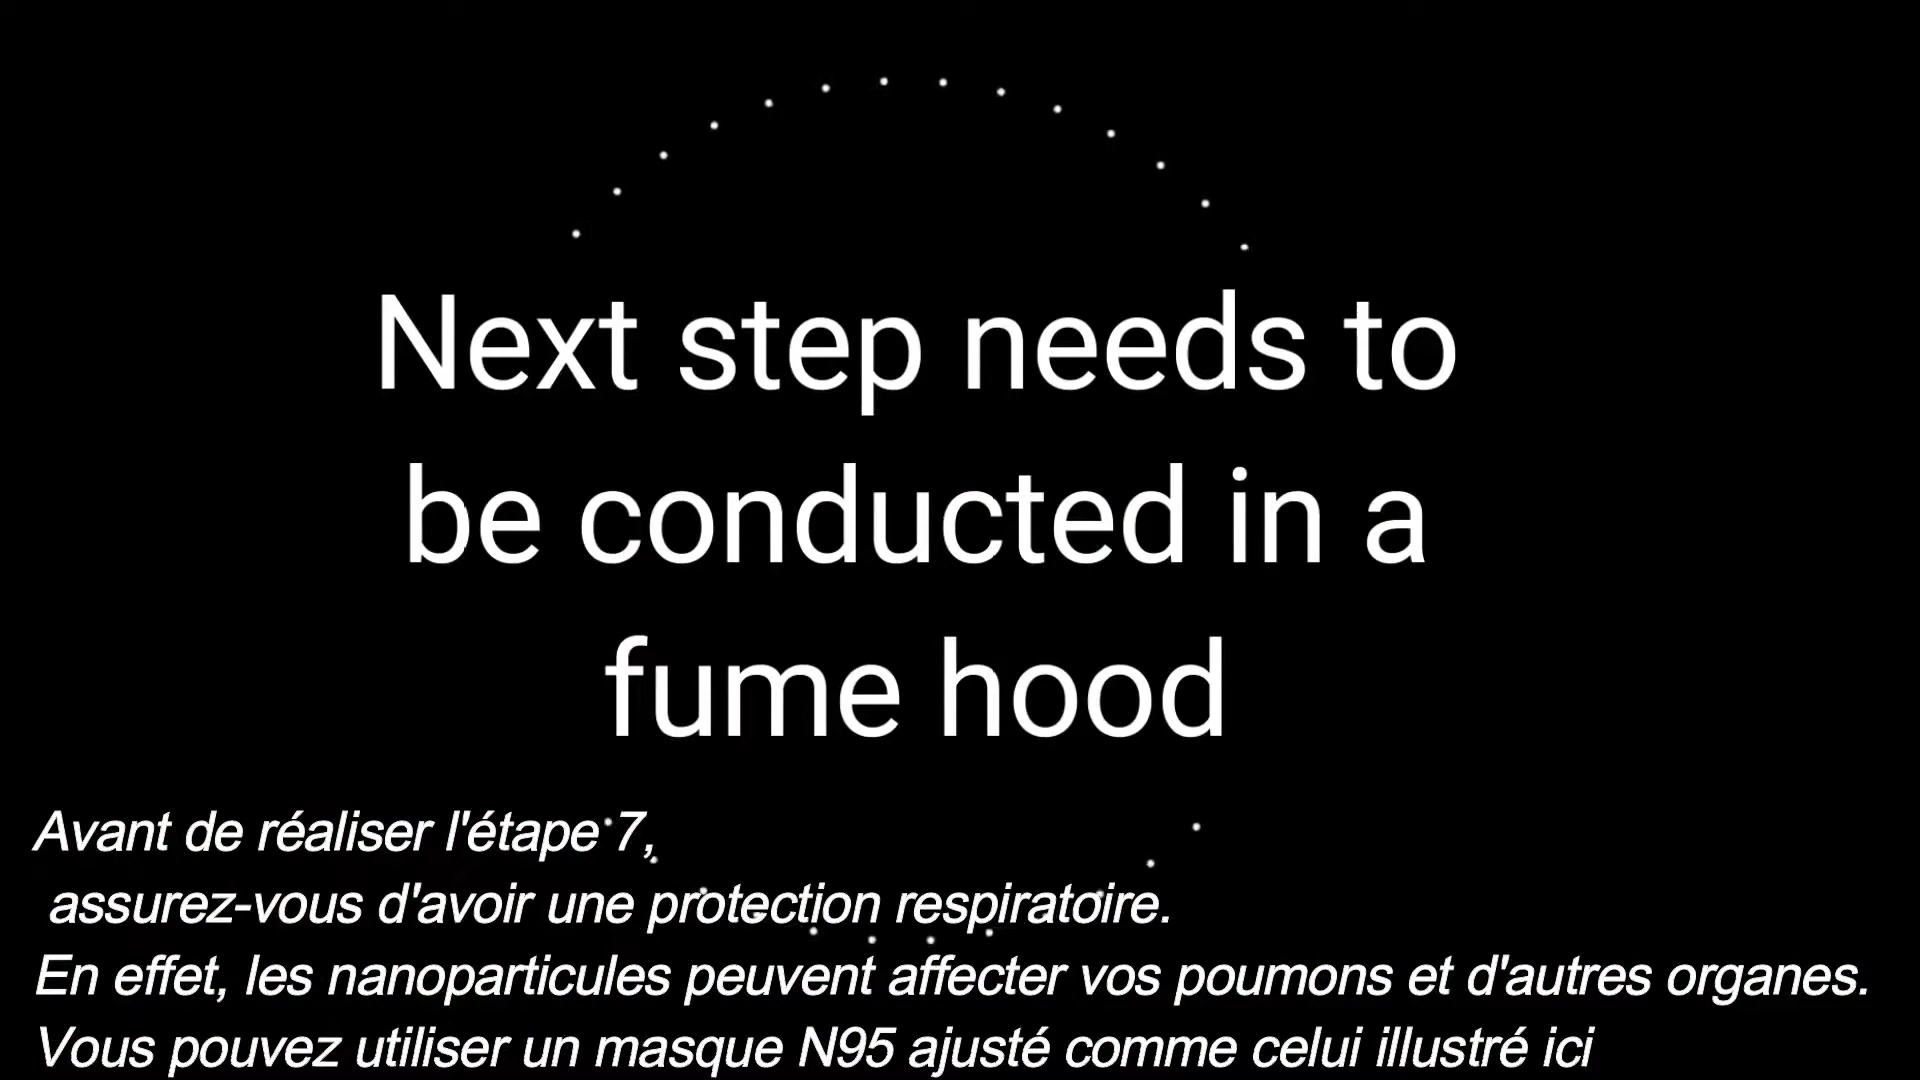 Next step needs to
be conducted in a
fume hood
Avant de réaliser l'étape 7,
assurez-vous d'avoir une protection respiratoire.
En effet, les nanoparticules peuvent affecter vos poumons et d'autres organes.
Vous pouvez utiliser un masque N95 ajusté comme celui illustré ici